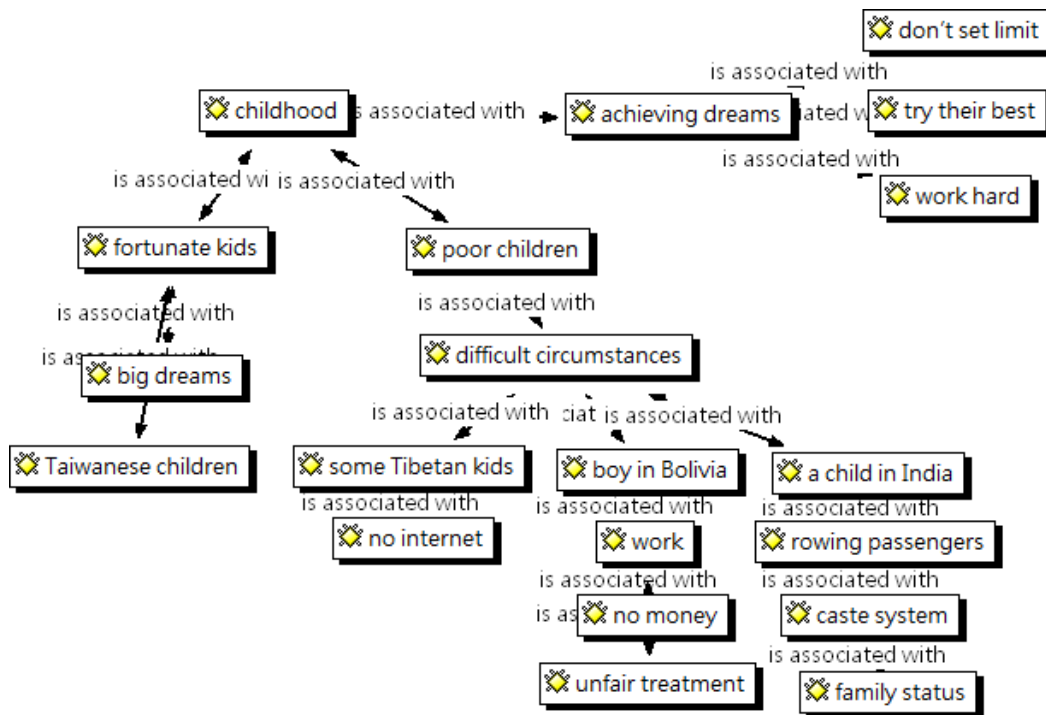 don't set limit
is associated with
childhood
is associated with
achieving dreams
try their best
is associated with
is associated wi
is associated with
work hard
fortunate kids
poor children
is associated with
is associated with
difficult circumstances
big dreams
is associated with
is associated with
Taiwanese children
some Tibetan kids
boy in Bolivia
a child in India
is associated with
is associated with
is associated with
no internet
work
rowing passengers
is associated with
is associated with
no money
caste system
is associated with
unfair treatment
family status